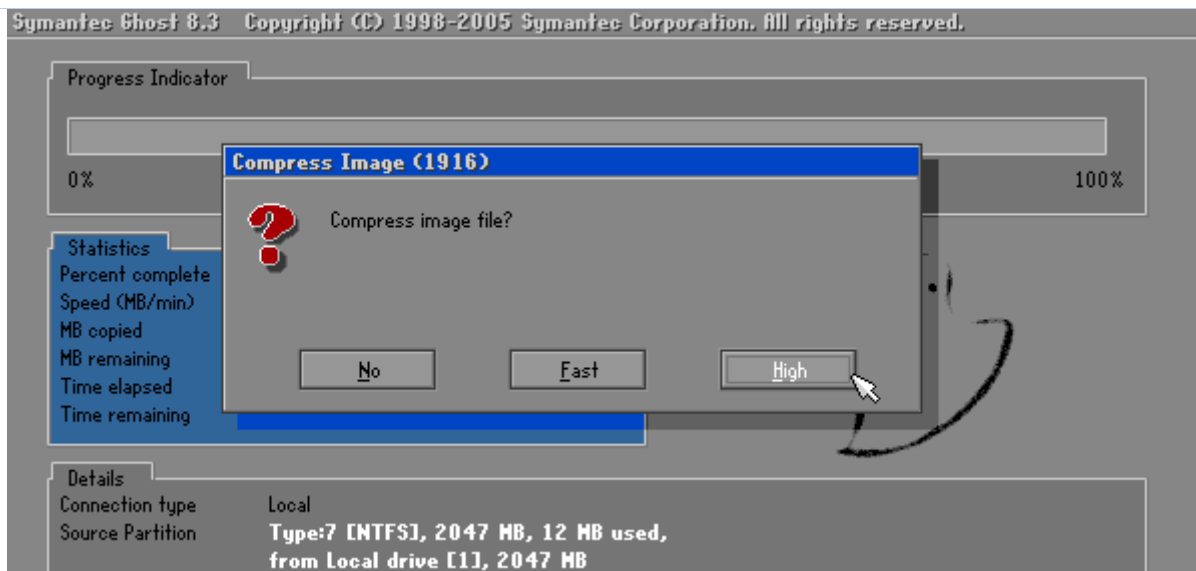 Symantec Ghost 8.3 Copyright (C) 1998-2005 Symantec Corporation. All rights reserved.
Progress Indicator
0% 100%
Compress Image (1916)
Compress image file?
No Fast High
Statistics
Percent complete
Speed (MB/min)
MB copied
MB remaining
Time elapsed
Time remaining
Details
Connection type Local
Source Partition Type:7 [NTFS], 2047 MB, 12 MB used,
from Local drive [1], 2047 MB